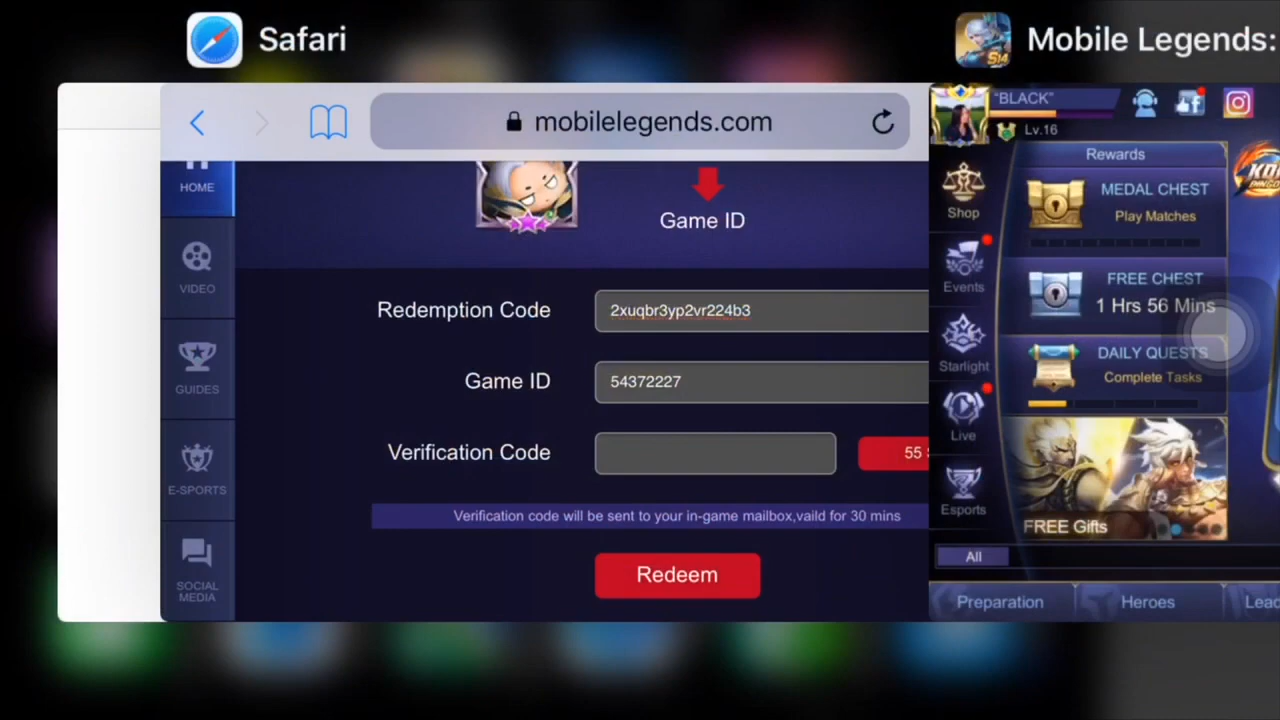 Safari
Mobile Legends:
mobilelegends.com
HOME
VIDEO
GUIDES
E-SPORTS
SOCIAL
MEDIA
Game ID
Redemption Code
2xuqbr3yp2vr224b3
Game ID
54372227
Verification Code
55
Verification code will be sent to your in-game mailbox,vaild for 30 mins
Redeem
"BLACK"
Lv.16
Shop
Events
Starlight
Live
Esports
Rewards
MEDAL CHEST
Play Matches
FREE CHEST
1 Hrs 56 Mins
DAILY QUESTS
Complete Tasks
FREE Gifts
All
Preparation
Heroes